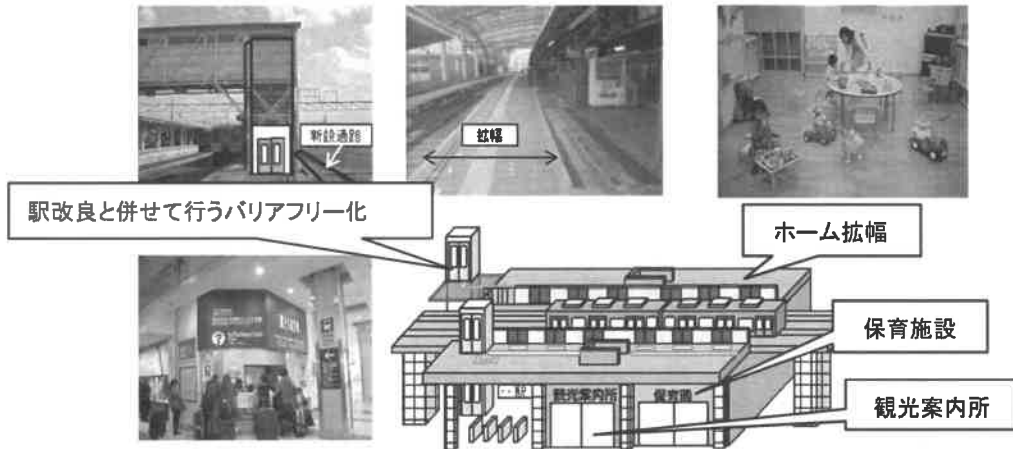 新設通路
拡幅
駅改良と併せて行うバリアフリー化
ホーム拡幅
保育施設
観光案内所
観光案内所
保育園
駅